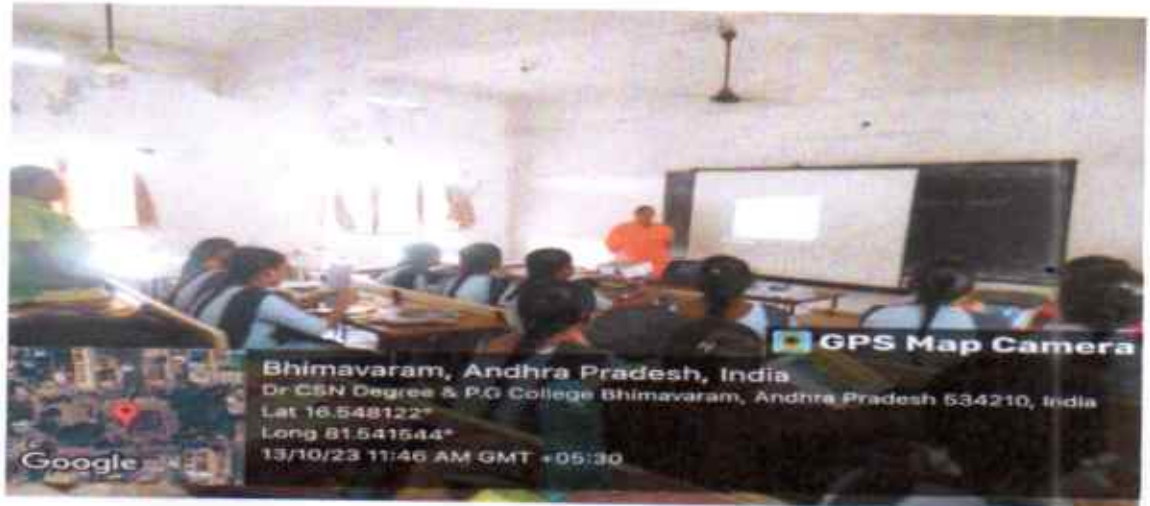 GPS Map Camera
Bhimavaram, Andhra Pradesh, India
Dr CSN Degree & P.G College Bhimavaram, Andhra Pradesh 534210, India
Lat 16.548122°
Long 81.541544°
13/10/23 11:46 AM GMT +05:30
Google